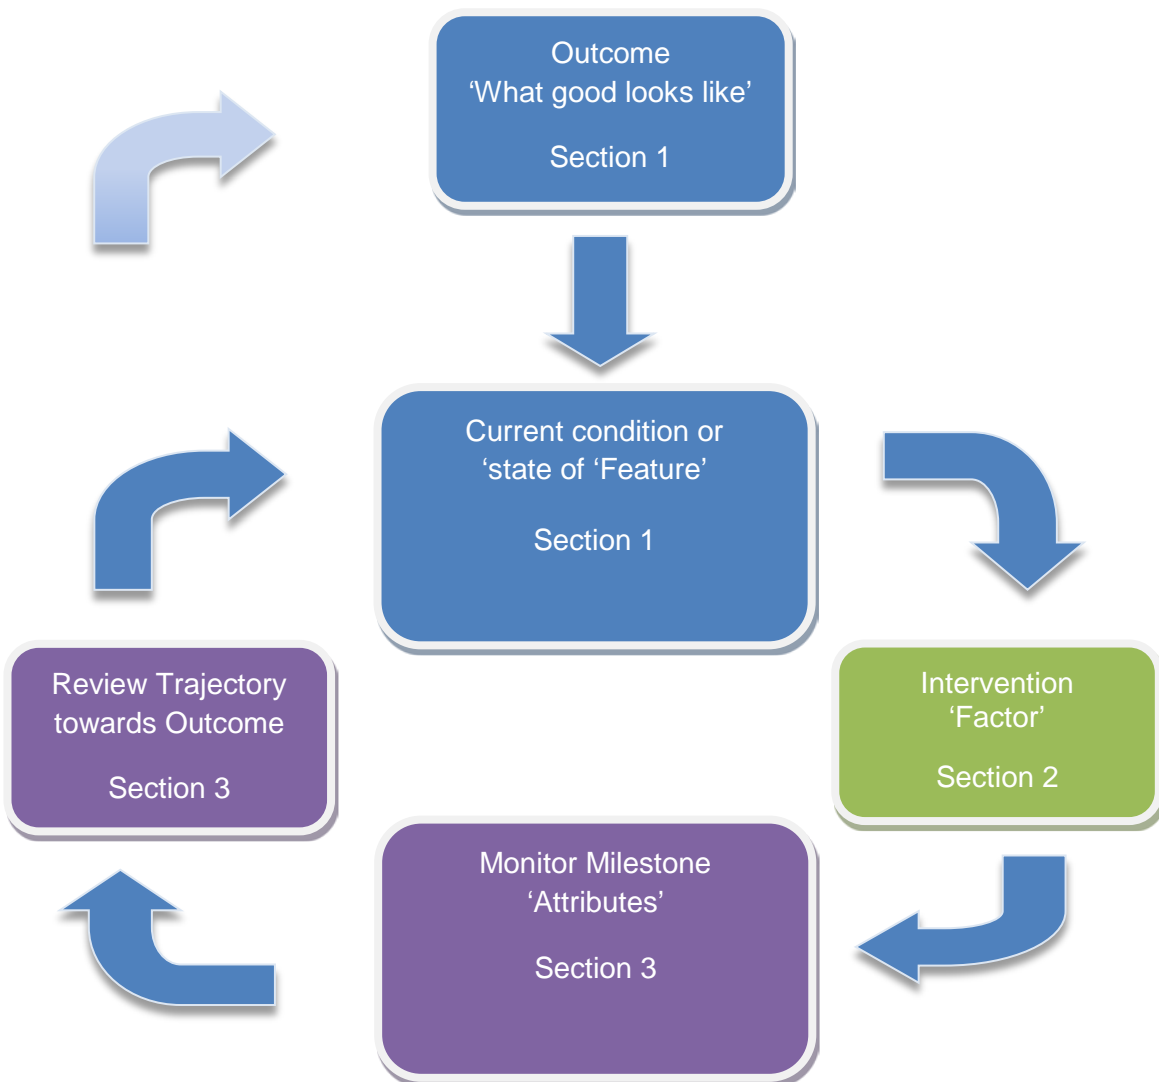 Outcome
‘What good looks like’
Section 1
Current condition or
‘state of ‘Feature’
Section 1
Review Trajectory
towards Outcome
Section 3
Intervention
‘Factor’
Section 2
Monitor Milestone
‘Attributes’
Section 3